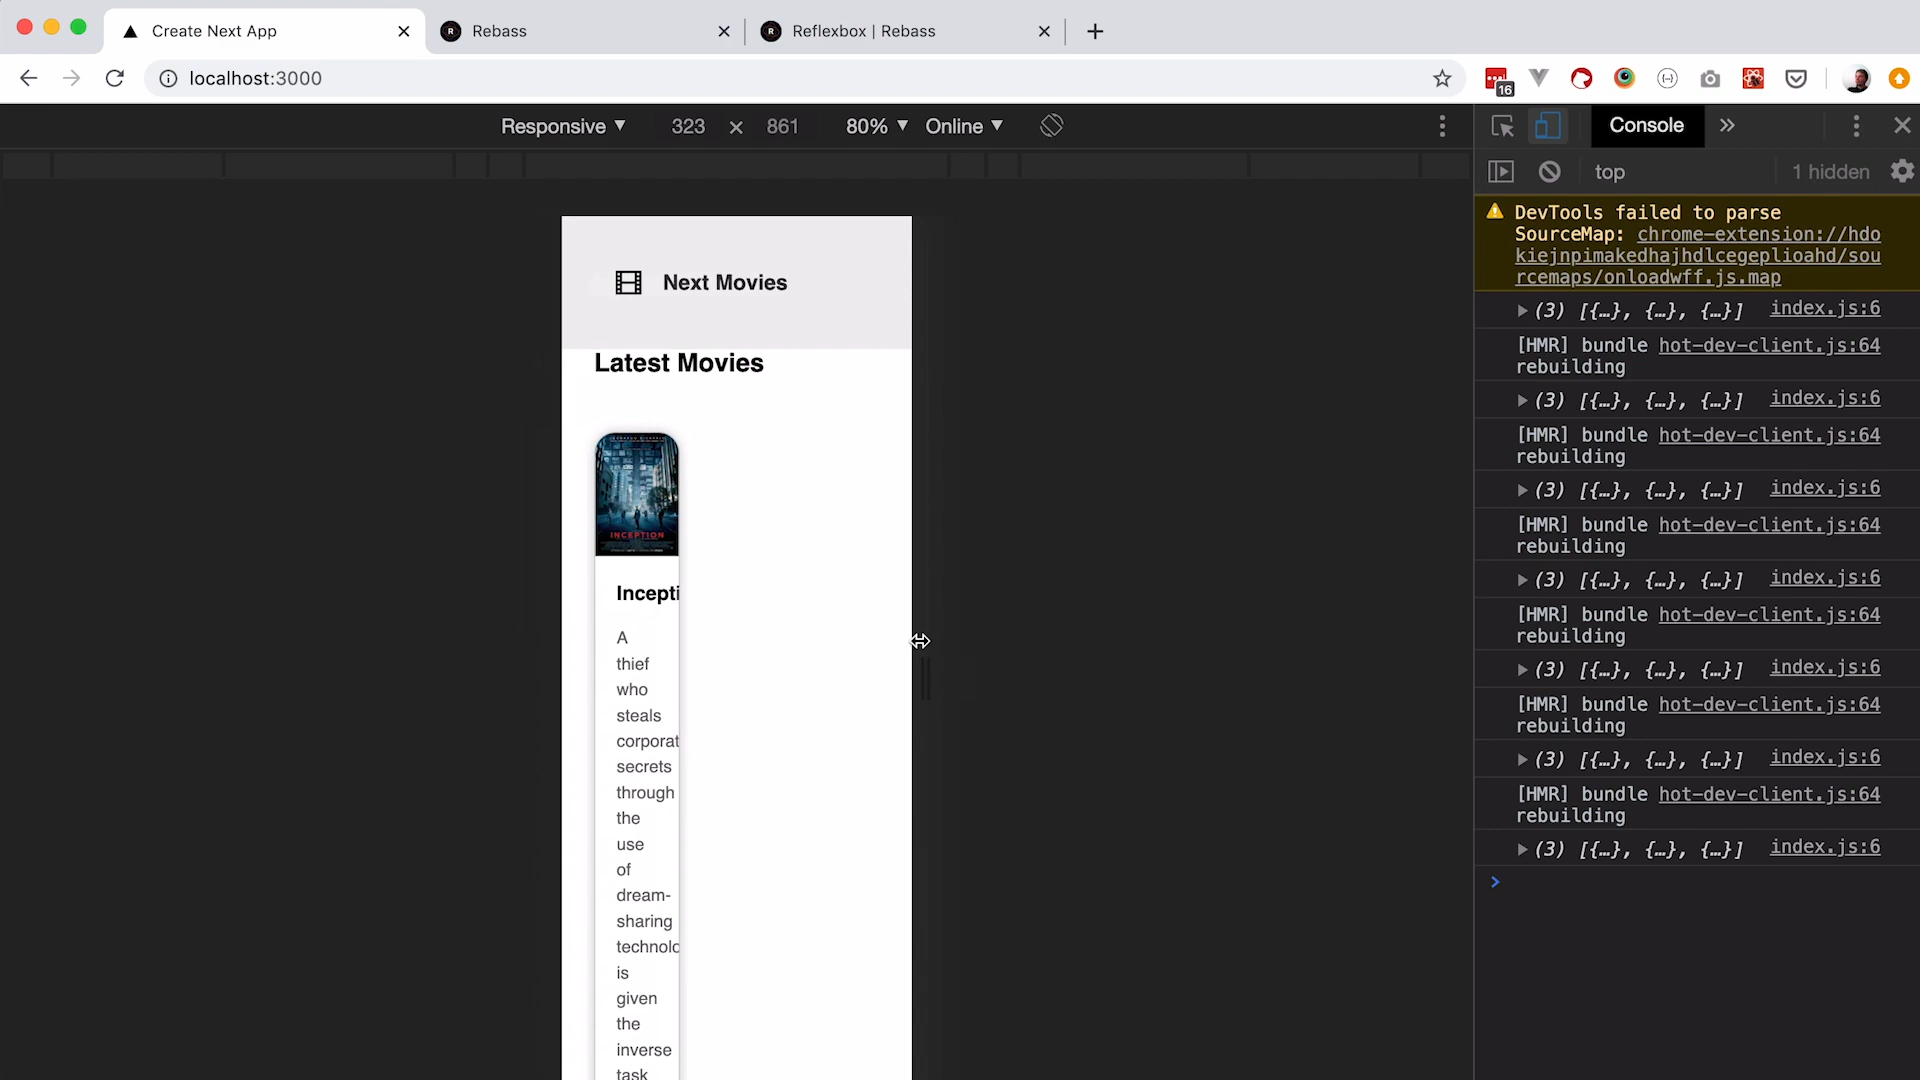 Create Next App
Rebass
Reflexbox | Rebass
localhost:3000
16
Responsive ▼ 323 × 861 80% ▼ Online ▼
Console
top
1 hidden
Next Movies
Latest Movies
INCEPTION
Incepti
A
thief
who
steals
corporat
secrets
through
the
use
of
dream-
sharing
technolo
is
given
the
inverse
task
DevTools failed to parse
SourceMap: chrome-extension://hdo
kiejnpimakedhajhdlcegeplioahd/sou
rcemaps/onloadwff.js.map
▶(3) [{…}, {…}, {…}] index.js:6
[HMR] bundle hot-dev-client.js:64
rebuilding
▶(3) [{…}, {…}, {…}] index.js:6
[HMR] bundle hot-dev-client.js:64
rebuilding
▶(3) [{…}, {…}, {…}] index.js:6
[HMR] bundle hot-dev-client.js:64
rebuilding
▶(3) [{…}, {…}, {…}] index.js:6
[HMR] bundle hot-dev-client.js:64
rebuilding
▶(3) [{…}, {…}, {…}] index.js:6
[HMR] bundle hot-dev-client.js:64
rebuilding
▶(3) [{…}, {…}, {…}] index.js:6
[HMR] bundle hot-dev-client.js:64
rebuilding
▶(3) [{…}, {…}, {…}] index.js:6